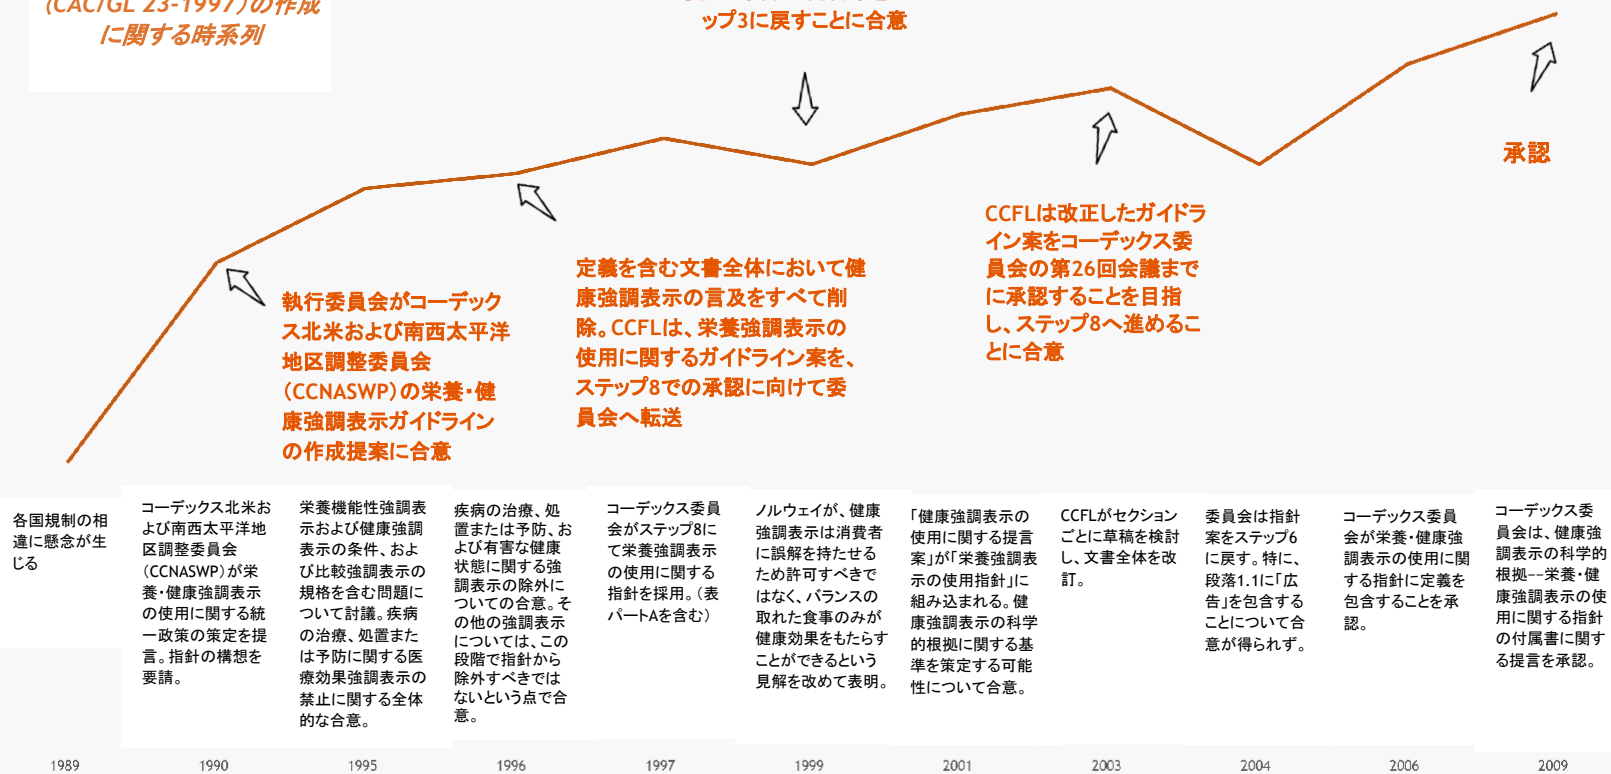 (CAC/GL 23-1997)の作成
に関する時系列
ップ3に戻すことに合意
承認
CCFLは改正したガイドラ
イン案をコーデックス委
員会の第26回会議まで
に承認することを目指
し、ステップ8へ進めるこ
とに合意
定義を含む文書全体において健
康強調表示の言及をすべて削
除。CCFLは、栄養強調表示の
使用に関するガイドライン案を、
ステップ8での承認に向けて委
員会へ転送
執行委員会がコーデック
ス北米および南西太平洋
地区調整委員会
（CCNASWP）の栄養・健
康強調表示ガイドライン
の作成提案に合意
各国規制の相
違に懸念が生
じる
コーデックス北米お
よび南西太平洋地
区調整委員会
（CCNASWP）が栄
養・健康強調表示
の使用に関する統
一政策の策定を提
言。指針の構想を
要請。
栄養機能性強調表
示および健康強調
表示の条件、およ
び比較強調表示の
規格を含む問題に
ついて討議。疾病
の治療、処置また
は予防に関する医
療効果強調表示の
禁止に関する全体
的な合意。
疾病の治療、処
置または予防、お
よび有害な健康
状態に関する強
調表示の除外に
ついての合意。そ
の他の強調表示
については、この
段階で指針から
除外すべきでは
ないという点で合
意。
コーデックス委員
会がステップ8に
て栄養強調表示
の使用に関する
指針を採用。（表
パートAを含む）
ノルウェイが、健康
強調表示は消費者
に誤解を持たせる
ため許可すべきで
はなく、バランスの
取れた食事のみが
健康効果をもたらす
ことができるという
見解を改めて表明。
「健康強調表示の
使用に関する提言
案」が「栄養強調表
示の使用指針」に
組み込まれる。健
康強調表示の科学
的根拠に関する基
準を策定する可能
性について合意。
CCFLがセクション
ごとに草稿を検討
し、文書全体を改
訂。
委員会は指針
案をステップ6
に戻す。特に、
段落1.1に「広
告」を包含する
ことについて合
意が得られず。
コーデックス委員
会が栄養・健康強
調表示の使用に関
する指針に定義を
包含することを承
認。
コーデックス委
員会は、健康強
調表示の科学的
根拠--栄養・健
康強調表示の使
用に関する指針
の付属書に関す
る提言を承認。
1989
1990
1995
1996
1997
1999
2001
2003
2004
2006
2009